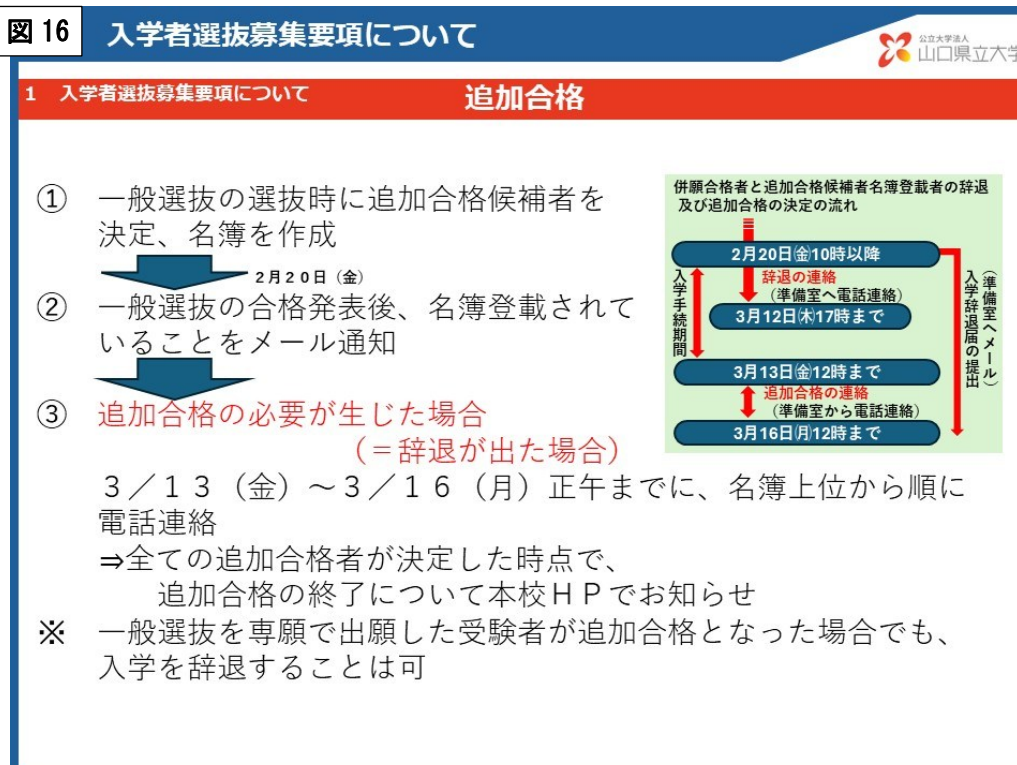 図 16
入学者選抜募集要項について
公立大学法人
山口県立大学
1 入学者選抜募集要項について
追加合格
① 一般選抜の選抜時に追加合格候補者を
決定、名簿を作成
2月20日（金）
② 一般選抜の合格発表後、名簿登載されて
いることをメール通知
③ 追加合格の必要が生じた場合
（＝辞退が出た場合）
３／１３（金）～３／１６（月）正午までに、名簿上位から順に
電話連絡
⇒全ての追加合格者が決定した時点で、
追加合格の終了について本校ＨＰでお知らせ
※ 一般選抜を専願で出願した受験者が追加合格となった場合でも、
入学を辞退することは可
併願合格者と追加合格候補者名簿登載者の辞退
及び追加合格の決定の流れ
2月20日㈮10時以降
辞退の連絡
（準備室へ電話連絡）
3月12日㈭17時まで
入学手続期間
3月13日㈮12時まで
追加合格の連絡
（準備室から電話連絡）
3月16日㈪12時まで
入学辞退届の提出
（準備室へメール）